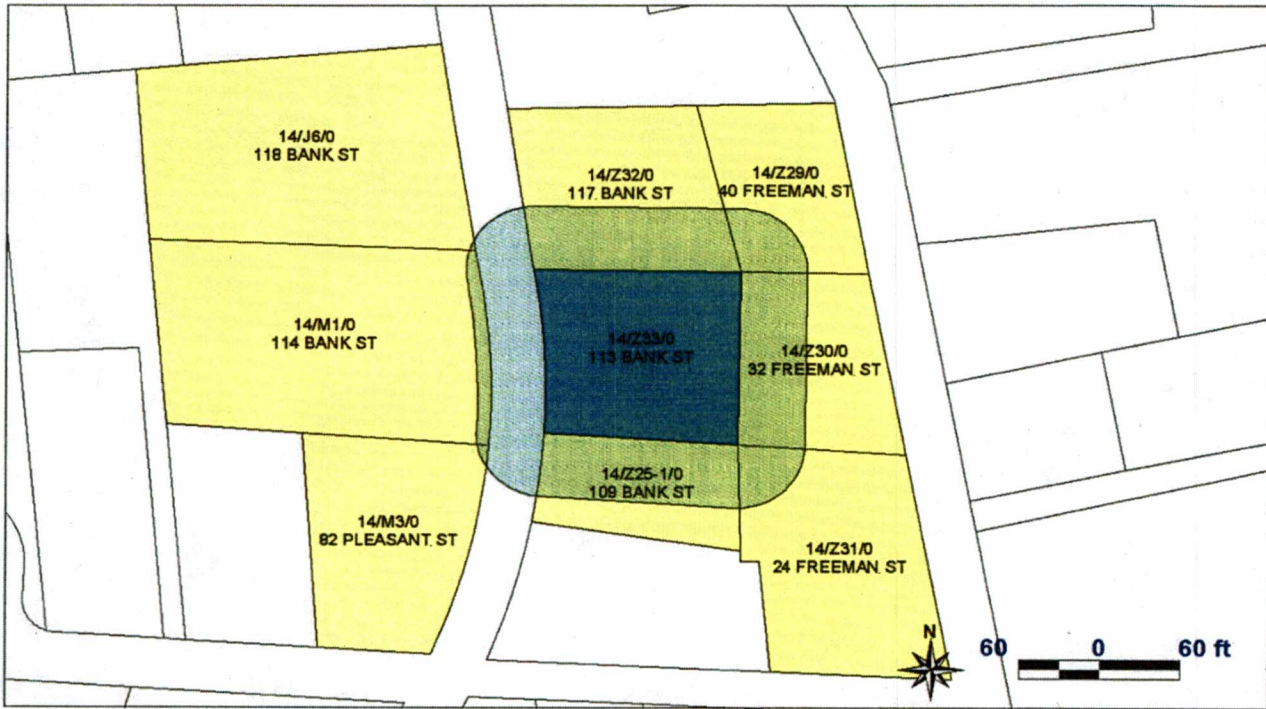 14/J6/0
118 BANK ST
14/Z32/0
117 BANK ST
14/Z29/0
40 FREEMAN ST
14/M1/0
114 BANK ST
14/Z33/0
113 BANK ST
14/Z30/0
32 FREEMAN ST
14/Z25-1/0
109 BANK ST
14/M3/0
82 PLEASANT ST
14/Z31/0
24 FREEMAN ST
N
60 0 60 ft